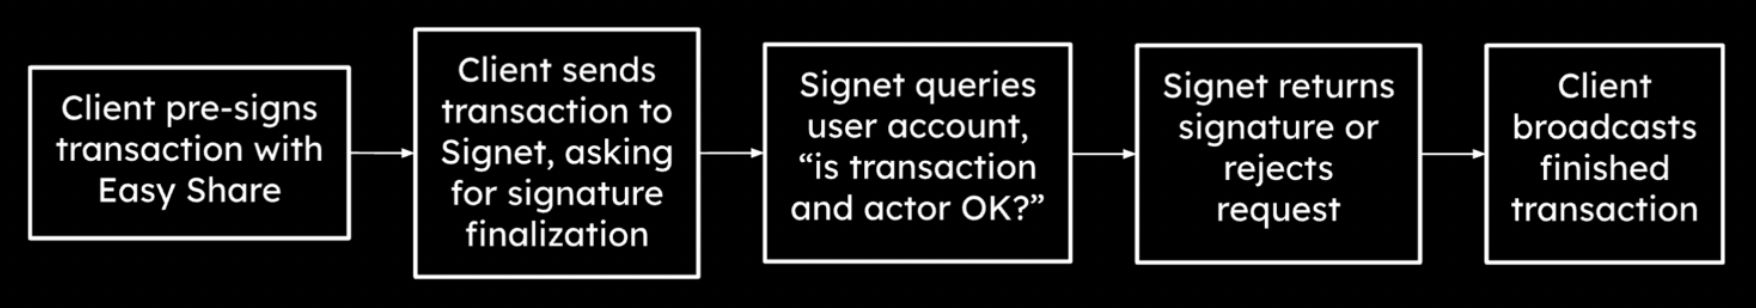 Client pre-signs
transaction with
Easy Share
Client sends
transaction to
Signet, asking
for signature
finalization
Signet queries
user account,
“is transaction
and actor OK?”
Signet returns
signature or
rejects
request
Client
broadcasts
finished
transaction